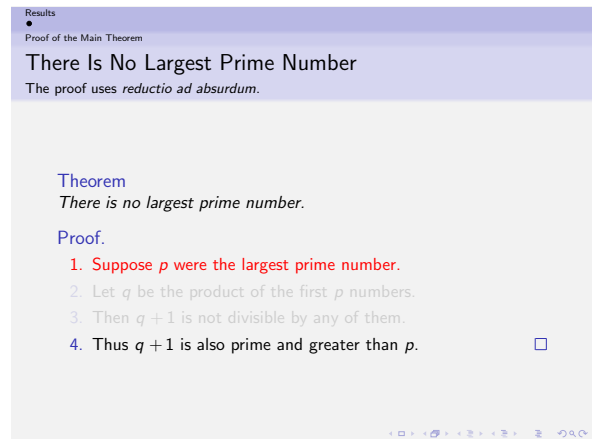 Results
Proof of the Main Theorem
There Is No Largest Prime Number
The proof uses reductio ad absurdum.
Theorem
There is no largest prime number.
Proof.
1. Suppose p were the largest prime number.
2. Let q be the product of the first p numbers.
3. Then q + 1 is not divisible by any of them.
4. Thus q + 1 is also prime and greater than p.